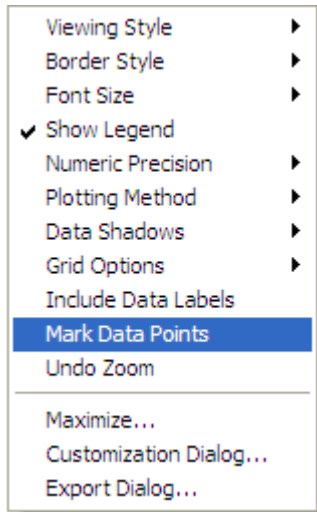 Viewing Style
Border Style
Font Size
Show Legend
Numeric Precision
Plotting Method
Data Shadows
Grid Options
Include Data Labels
Mark Data Points
Undo Zoom
Maximize...
Customization Dialog...
Export Dialog...